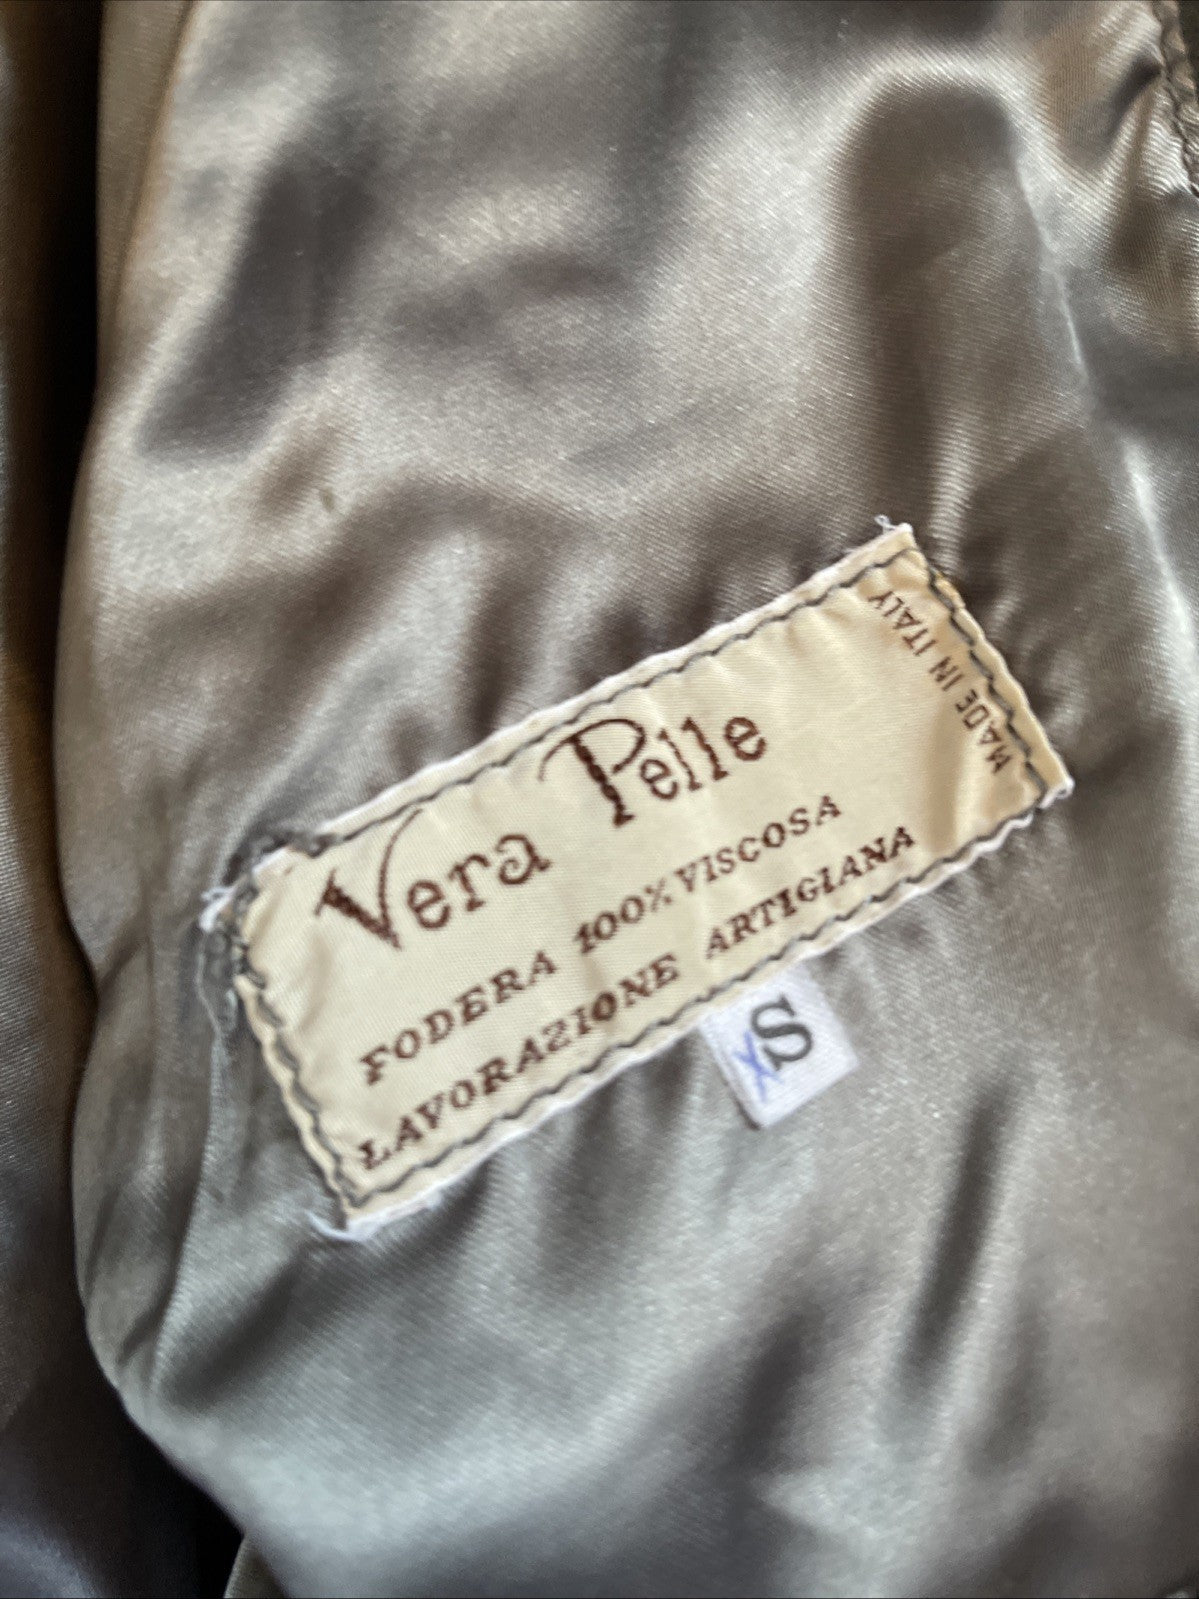 Vera Pelle
FODERA 100% VISCOSA
LAVORAZIONE ARTIGIANA
MADE IN ITALY
xS